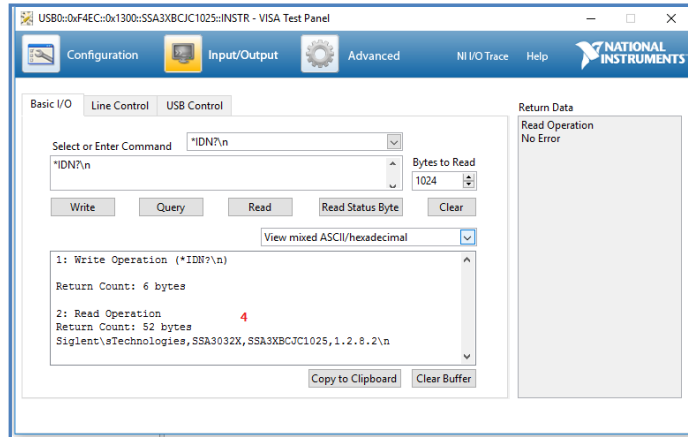 USB0::0xF4EC::0x1300::SSA3XBCJC1025::INSTR - VISA Test Panel
Configuration
Input/Output
Advanced
NI I/O Trace
Help
NATIONAL
INSTRUMENTS
Basic I/O
Line Control
USB Control
Select or Enter Command
*IDN?\n
*IDN?\n
Bytes to Read
1024
Write
Query
Read
Read Status Byte
Clear
View mixed ASCII/hexadecimal
1: Write Operation (*IDN?\n)
Return Count: 6 bytes
2: Read Operation
4
Return Count: 52 bytes
Siglent\sTechnologies,SSA3032X,SSA3XBCJC1025,1.2.8.2\n
Copy to Clipboard
Clear Buffer
Return Data
Read Operation
No Error